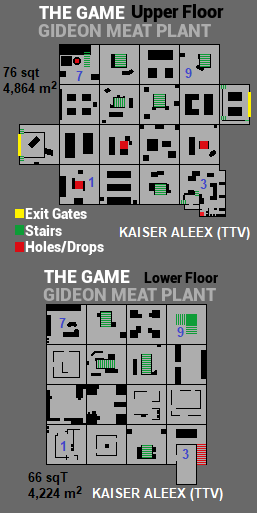 THE GAME Upper Floor
GIDEON MEAT PLANT
76 sqt
4,864 m²
7
9
1
3
Exit Gates
Stairs
Holes/Drops
KAISER ALEEX (TTV)
THE GAME Lower Floor
GIDEON MEAT PLANT
7
9
1
3
66 sqT
4,224 m²
KAISER ALEEX (TTV)